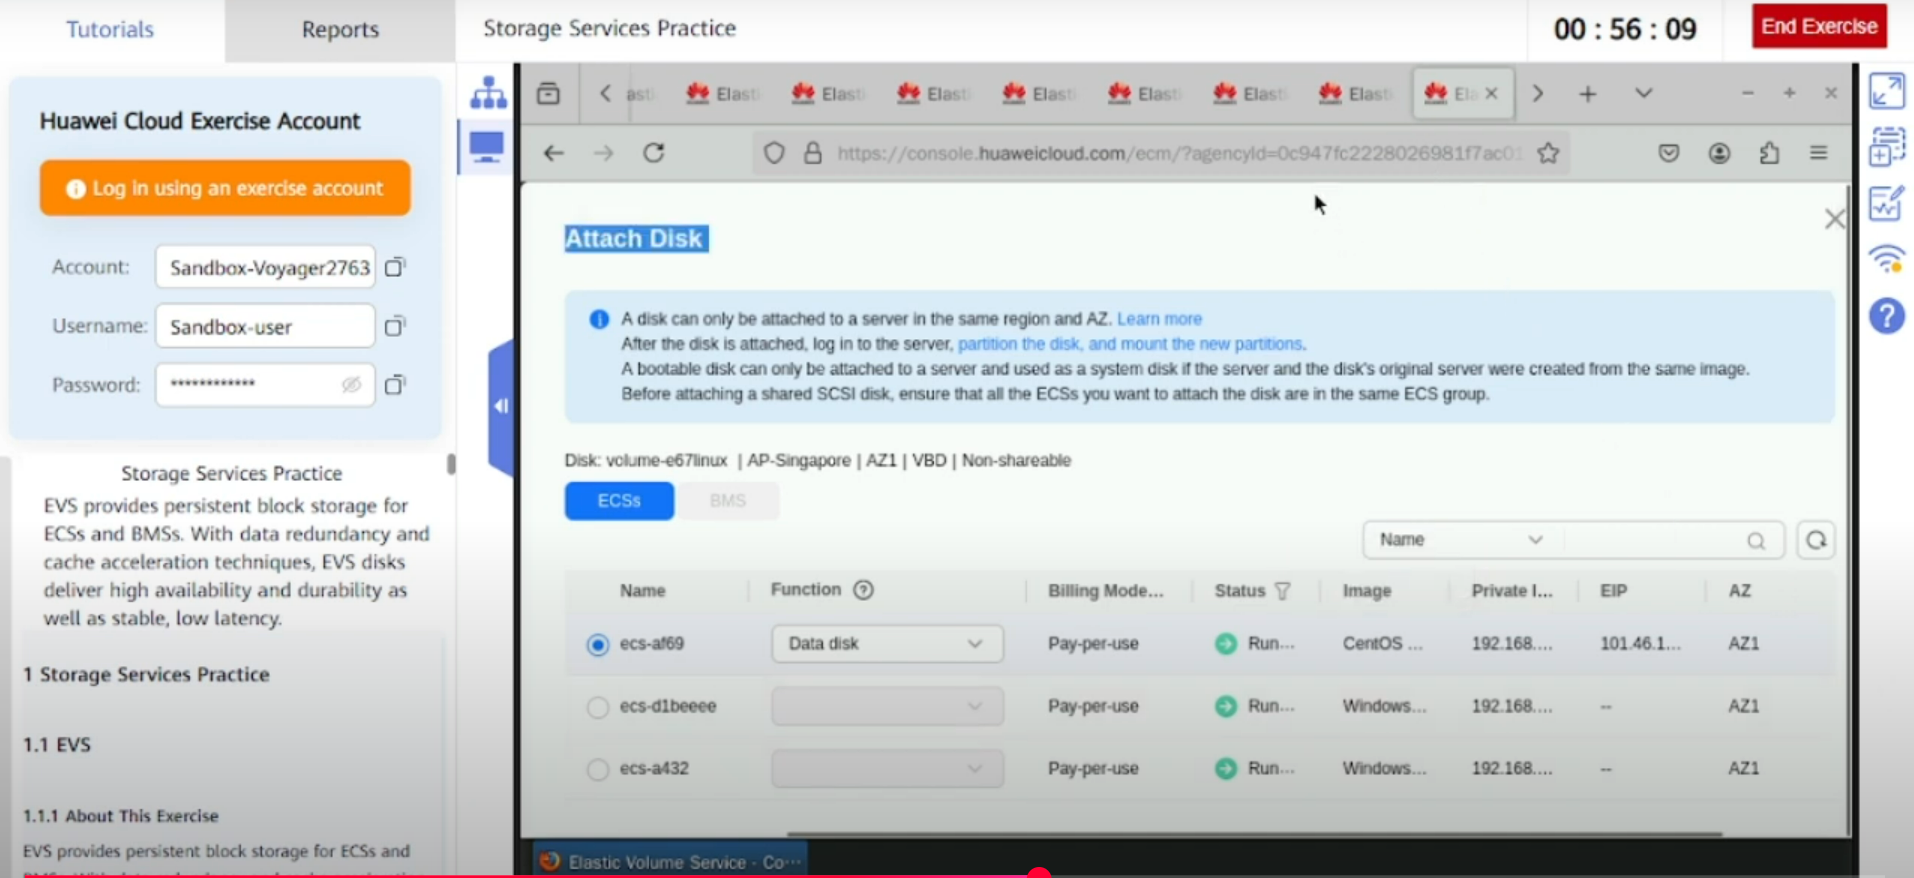 Tutorials
Reports
Storage Services Practice
00 : 56 : 09
End Exercise
Huawei Cloud Exercise Account
Log in using an exercise account
Account: Sandbox-Voyager2763
Username: Sandbox-user
Password: ************
Storage Services Practice
EVS provides persistent block storage for
ECSs and BMSs. With data redundancy and
cache acceleration techniques, EVS disks
deliver high availability and durability as
well as stable, low latency.
1 Storage Services Practice
1.1 EVS
1.1.1 About This Exercise
EVS provides persistent block storage for ECSs and
Elasti Elasti Elasti Elasti Elasti Elasti Elasti Ela
https://console.huaweicloud.com/ecm/?agencyId=0c947fc2228026981f7ac01
Attach Disk
A disk can only be attached to a server in the same region and AZ. Learn more
After the disk is attached, log in to the server, partition the disk, and mount the new partitions.
A bootable disk can only be attached to a server and used as a system disk if the server and the disk's original server were created from the same image.
Before attaching a shared SCSI disk, ensure that all the ECSs you want to attach the disk are in the same ECS group.
Disk: volume-e67linux | AP-Singapore | AZ1 | VBD | Non-shareable
ECSs
BMS
Name
Name Function Billing Mode... Status Image Private I... EIP AZ
ecs-af69 Data disk Pay-per-use Run... CentOS ... 192.168.... 101.46.1... AZ1
ecs-d1beeee Pay-per-use Run... Windows... 192.168.... -- AZ1
ecs-a432 Pay-per-use Run... Windows... 192.168.... -- AZ1
Elastic Volume Service - Co...